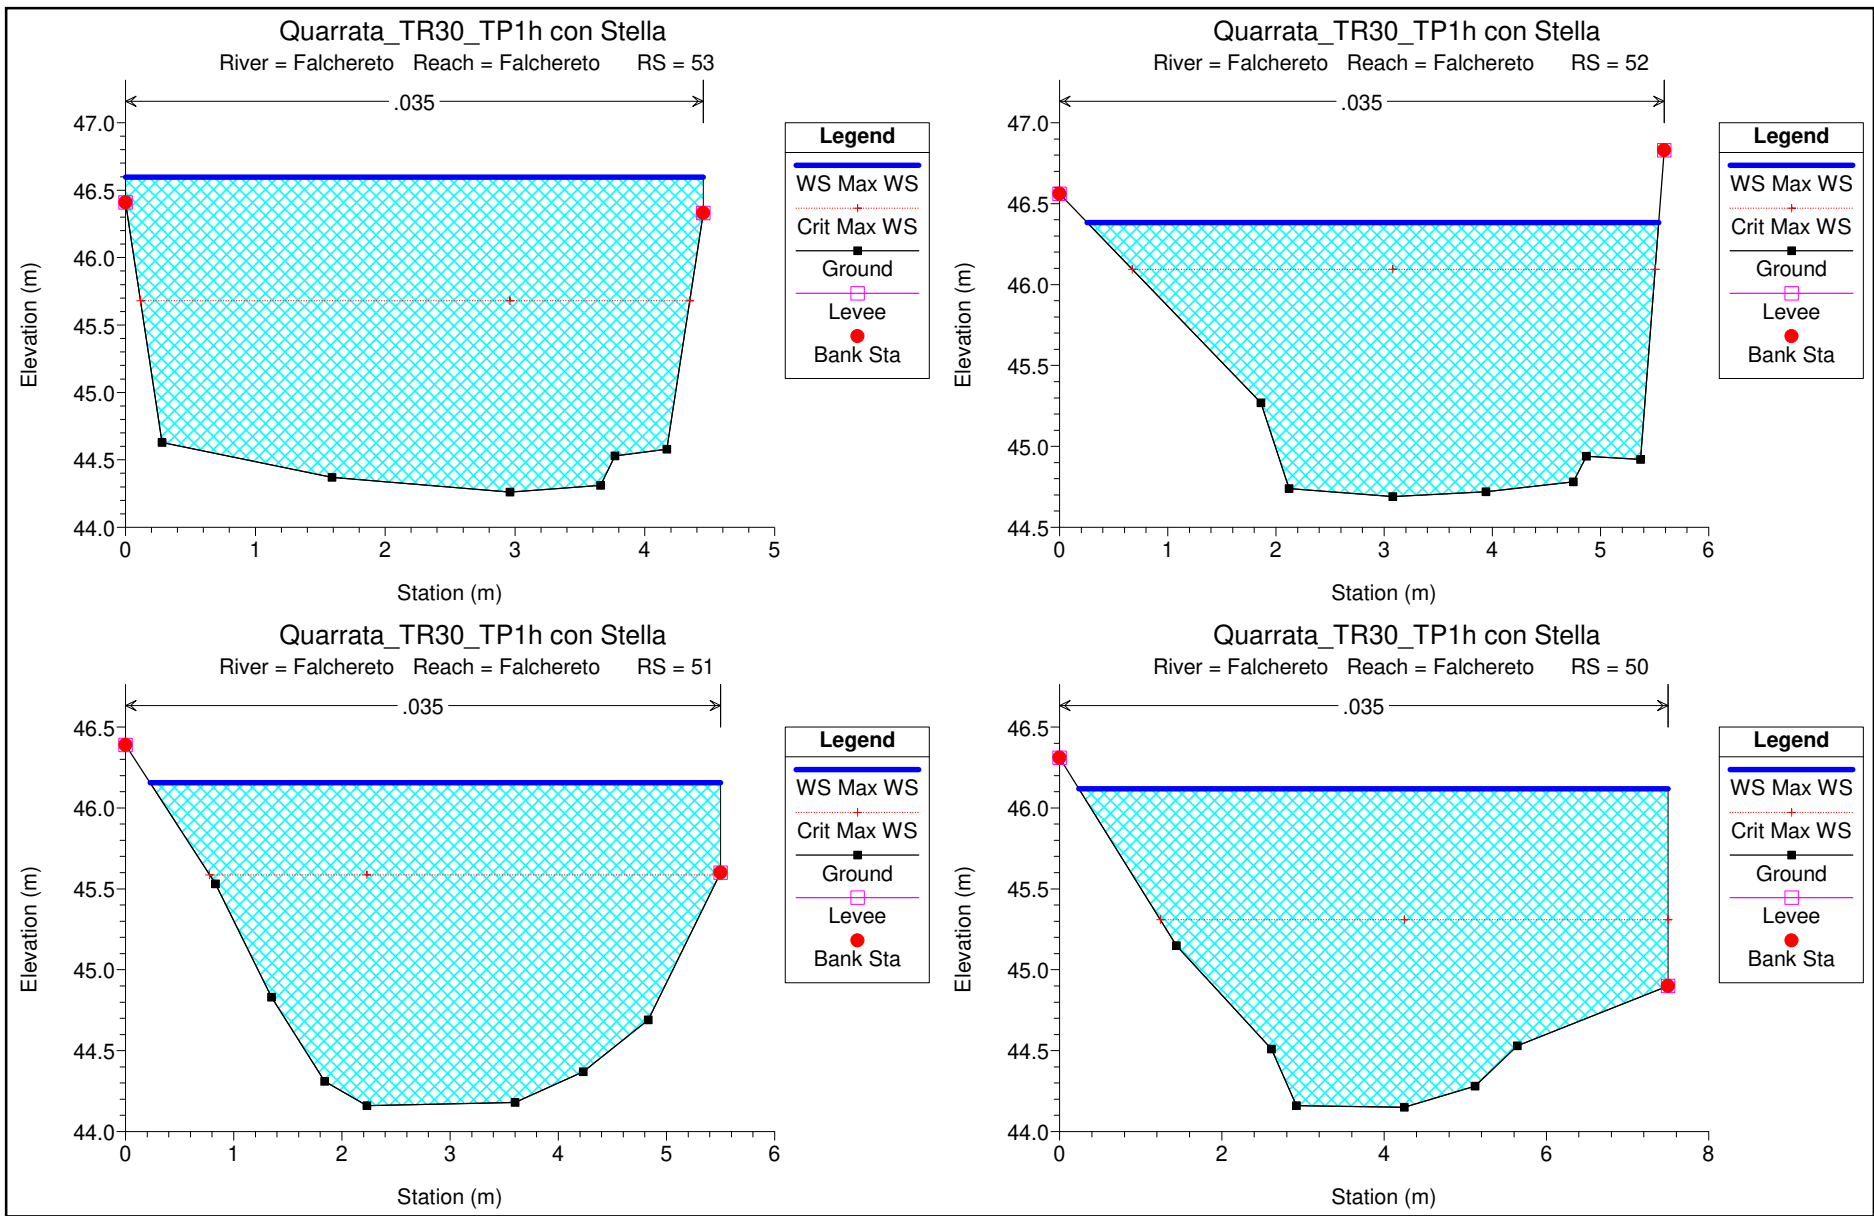 Quarrata_TR30_TP1h con Stella
River = Falchereto Reach = Falchereto RS = 53
.035
47.0
46.5
46.0
45.5
45.0
44.5
44.0
0 1 2 3 4 5
Elevation (m)
Station (m)
Legend
WS Max WS
Crit Max WS
Ground
Levee
Bank Sta
Quarrata_TR30_TP1h con Stella
River = Falchereto Reach = Falchereto RS = 52
.035
47.0
46.5
46.0
45.5
45.0
44.5
0 1 2 3 4 5 6
Elevation (m)
Station (m)
Legend
WS Max WS
Crit Max WS
Ground
Levee
Bank Sta
Quarrata_TR30_TP1h con Stella
River = Falchereto Reach = Falchereto RS = 51
.035
46.5
46.0
45.5
45.0
44.5
44.0
0 1 2 3 4 5 6
Elevation (m)
Station (m)
Legend
WS Max WS
Crit Max WS
Ground
Levee
Bank Sta
Quarrata_TR30_TP1h con Stella
River = Falchereto Reach = Falchereto RS = 50
.035
46.5
46.0
45.5
45.0
44.5
44.0
0 2 4 6 8
Elevation (m)
Station (m)
Legend
WS Max WS
Crit Max WS
Ground
Levee
Bank Sta